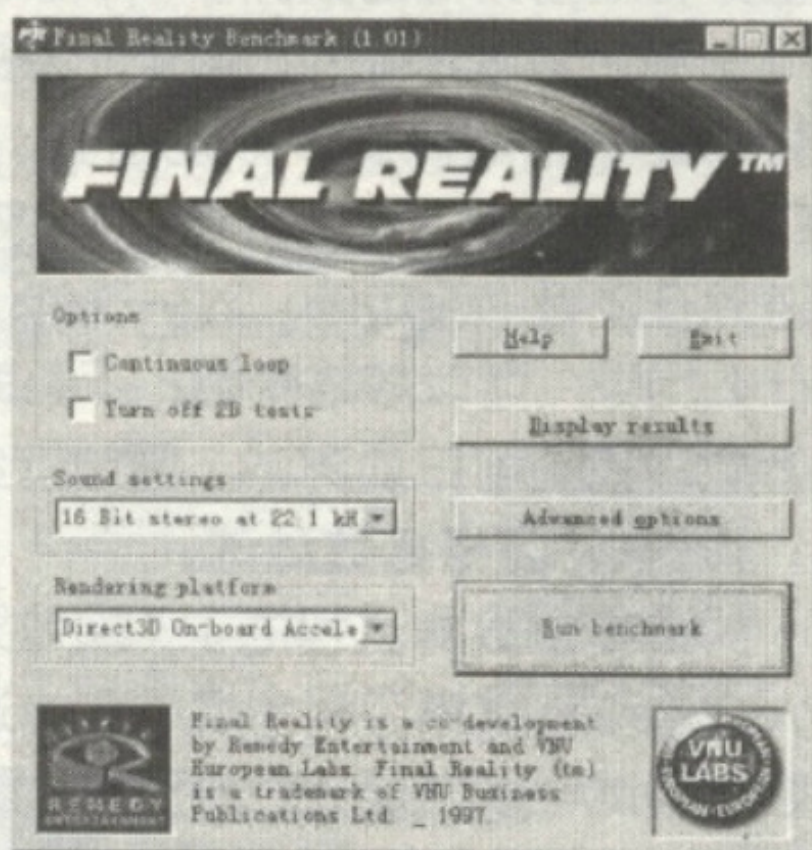 Final Reality Benchmark (1.01)
FINAL REALITY™
Options
Continuous loop
Turn off 2D tests
Help
Exit
Display results
Sound settings
16 Bit stereo at 22.1 kH
Advanced options
Rendering platform
Direct3D On-board Accele
Run benchmark
REMEDY
ENTERTAINMENT
Final Reality is a co-development
by Remedy Entertainment and VNU
European Labs. Final Reality (tm)
is a trademark of VNU Business
Publications Ltd. _ 1997.
VNU
LABS
EUROPEAN · EUROPEAN